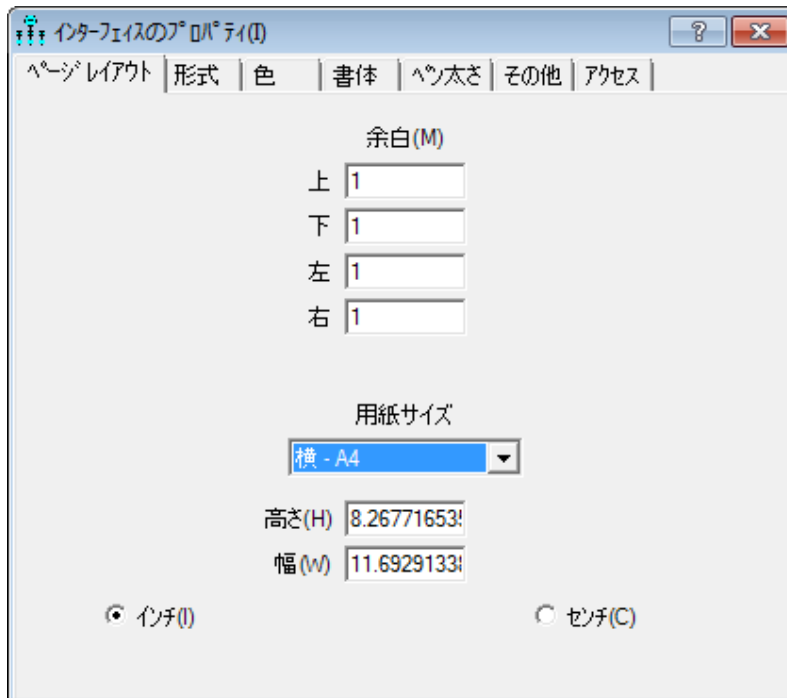 インターフェイスのプロパティ(I)
ページレイアウト 形式 色 書体 ペン太さ その他 アクセス
余白(M)
上 1
下 1
左 1
右 1
用紙サイズ
横 - A4
高さ(H) 8.26771653
幅(W) 11.6929133
インチ(I) センチ(C)